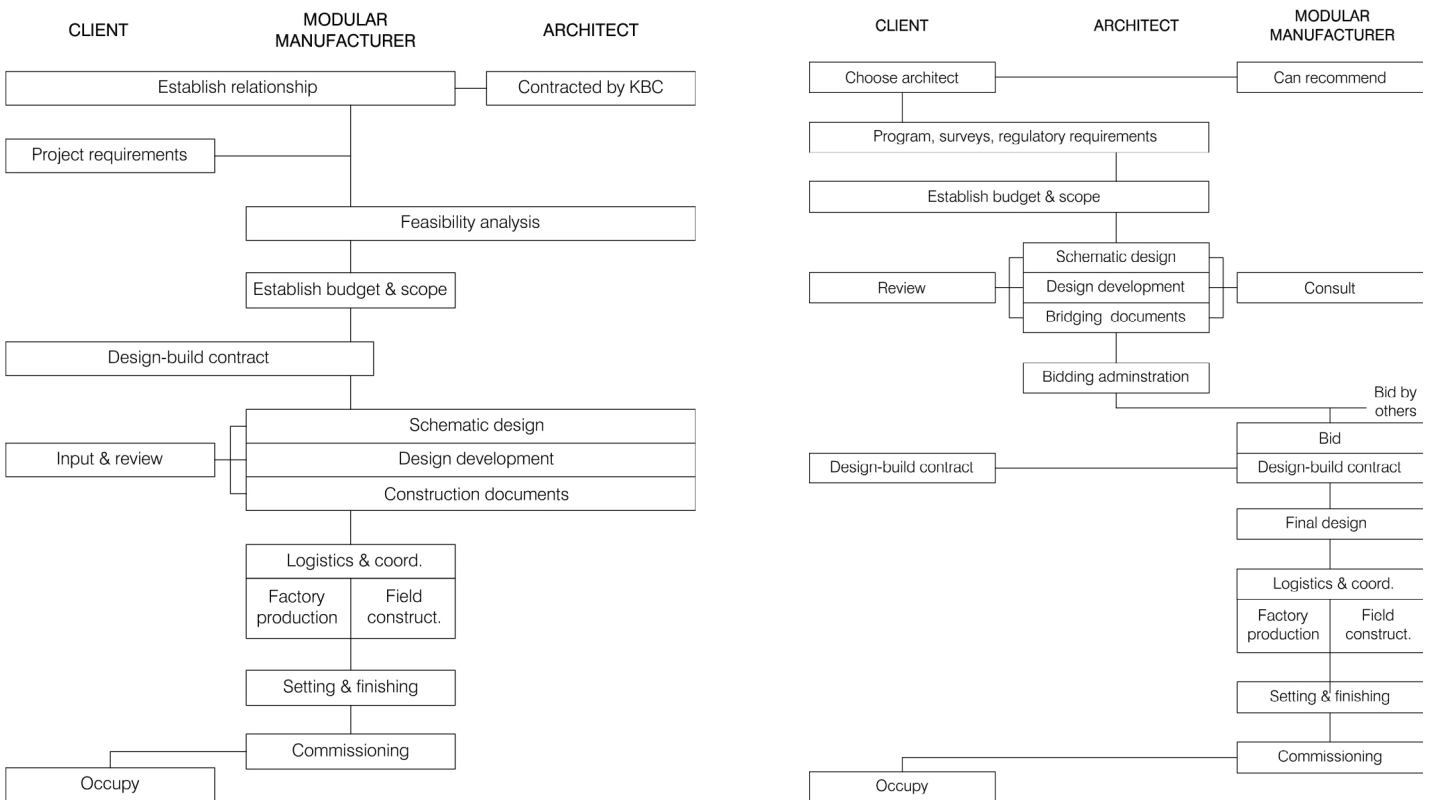 CLIENT
MODULAR
MANUFACTURER
ARCHITECT
Establish relationship
Contracted by KBC
Project requirements
Feasibility analysis
Establish budget & scope
Design-build contract
Schematic design
Input & review
Design development
Construction documents
Logistics & coord.
Factory
production
Field
construct.
Setting & finishing
Commissioning
Occupy
CLIENT
ARCHITECT
MODULAR
MANUFACTURER
Choose architect
Can recommend
Program, surveys, regulatory requirements
Establish budget & scope
Schematic design
Review
Design development
Consult
Bridging documents
Bidding adminstration
Bid by
others
Bid
Design-build contract
Design-build contract
Final design
Logistics & coord.
Factory
production
Field
construct.
Setting & finishing
Commissioning
Occupy